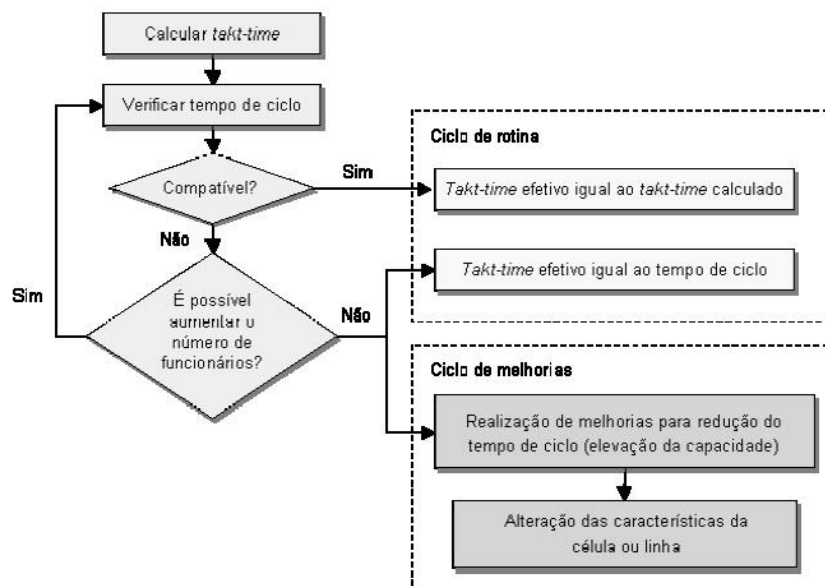 Calcular takt-time
Verificar tempo de ciclo
Compatível?
Sim
Não
É possível
aumentar o
número de
funcionários?
Sim
Não
Ciclo de rotina
Takt-time efetivo igual ao takt-time calculado
Takt-time efetivo igual ao tempo de ciclo
Ciclo de melhorias
Realização de melhorias para redução do
tempo de ciclo (elevação da capacidade)
Alteração das características da
célula ou linha